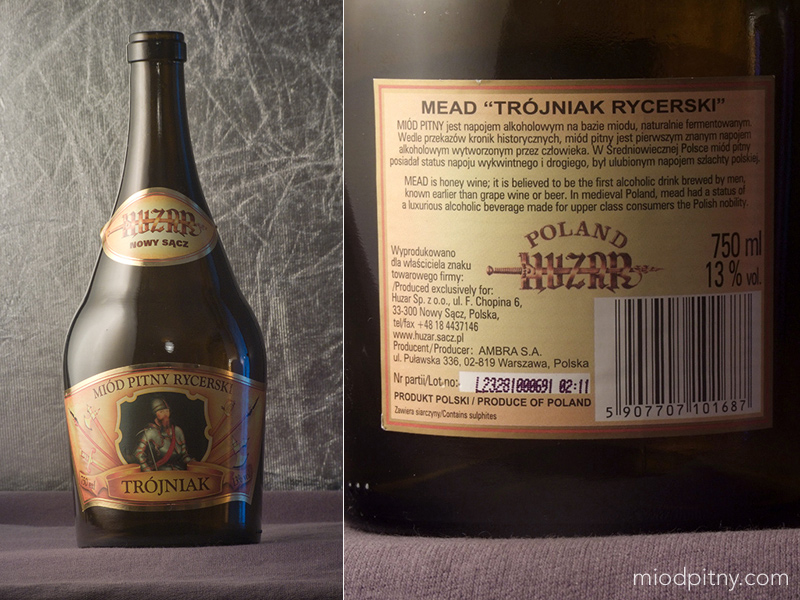 HUZAR
NOWY SĄCZ
MIÓD PITNY RYCERSKI
TRÓJNIAK
750 ml
MEAD “TRÓJNIAK RYCERSKI”
MIÓD PITNY jest napojem alkoholowym na bazie miodu, naturalnie fermentowanym.
Wedle przekazów kronik historycznych, miód pitny jest pierwszym znanym napojem
alkoholowym wytworzonym przez człowieka. W Średniowiecznej Polsce miód pitny
posiadał status napoju wykwintnego i drogiego, był ulubionym napojem szlachty polskiej.
MEAD is honey wine; it is believed to be the first alcoholic drink brewed by men,
known earlier than grape wine or beer. In medieval Poland, mead had a status of
a luxurious alcoholic beverage made for upper class consumers the Polish nobility.
POLAND
HUZAR
750 ml
13 % vol.
Wyprodukowano
dla właściciela znaku
towarowego firmy:
/Produced exclusively for:
Huzar Sp. z o.o., ul. F. Chopina 6,
33-300 Nowy Sącz, Polska,
tel/fax +48 18 4437146
www.huzar.sacz.pl
Producent/Producer: AMBRA S.A.
ul. Puławska 336, 02-819 Warszawa, Polska
Nr partii/Lot no: L2328(000691 02:11
PRODUKT POLSKI / PRODUCE OF POLAND
Zawiera siarczyny/Contains sulphites
5 907707 101687
miodpitny.com